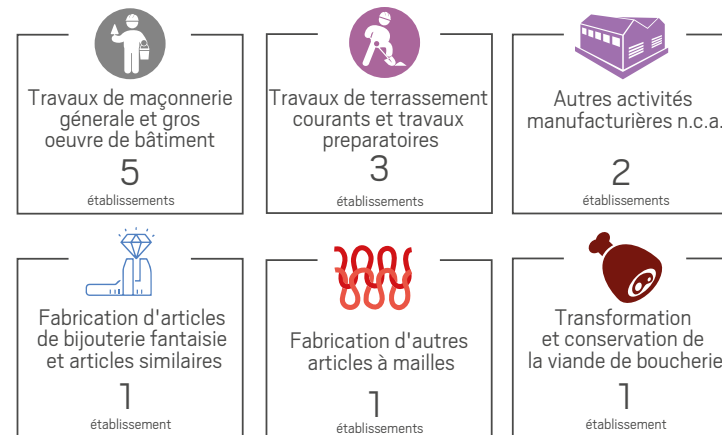 Travaux de maçonnerie
génerale et gros
oeuvre de bâtiment
5
établissements
Travaux de terrassement
courants et travaux
preparatoires
3
établissements
Autres activités
manufacturières n.c.a.
2
établissements
Fabrication d'articles
de bijouterie fantaisie
et articles similaires
1
établissement
Fabrication d'autres
articles à mailles
1
établissements
Transformation
et conservation de
la viande de boucherie
1
établissement